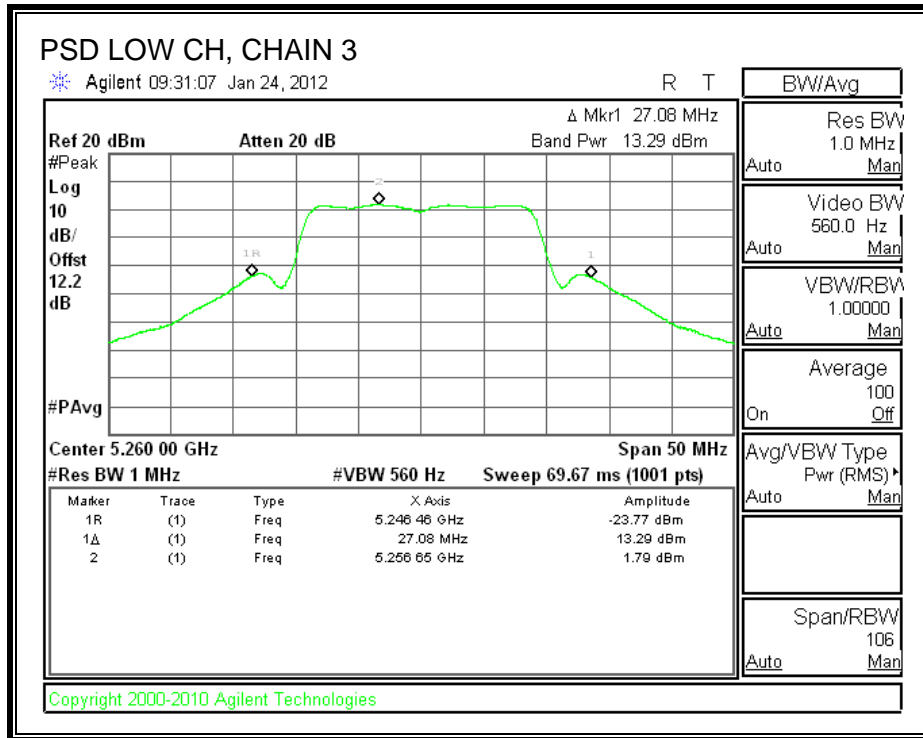 PSD LOW CH, CHAIN 3
Agilent 09:31:07 Jan 24, 2012 R T
Δ Mkr1 27.08 MHz
Ref 20 dBm Atten 20 dB Band Pwr 13.29 dBm
#Peak
Log
10
dB/
Offst
12.2
dB
#PAvg
2
1R
1
Center 5.260 00 GHz Span 50 MHz
#Res BW 1 MHz #VBW 560 Hz Sweep 69.67 ms (1001 pts)
Marker Trace Type X Axis Amplitude
1R (1) Freq 5.246 46 GHz -23.77 dBm
1Δ (1) Freq 27.08 MHz 13.29 dBm
2 (1) Freq 5.256 65 GHz 1.79 dBm
BW/Avg
Res BW
1.0 MHz
Auto Man
Video BW
560.0 Hz
Auto Man
VBW/RBW
1.00000
Auto Man
Average
100
On Off
Avg/VBW Type
Pwr (RMS)
Auto Man
Span/RBW
106
Auto Man
Copyright 2000-2010 Agilent Technologies